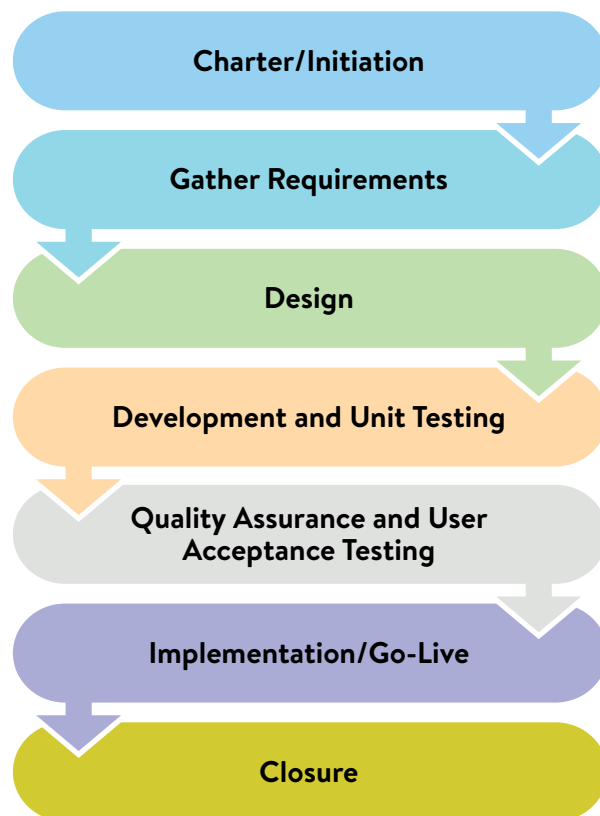 Charter/Initiation
Gather Requirements
Design
Development and Unit Testing
Quality Assurance and User
Acceptance Testing
Implementation/Go-Live
Closure